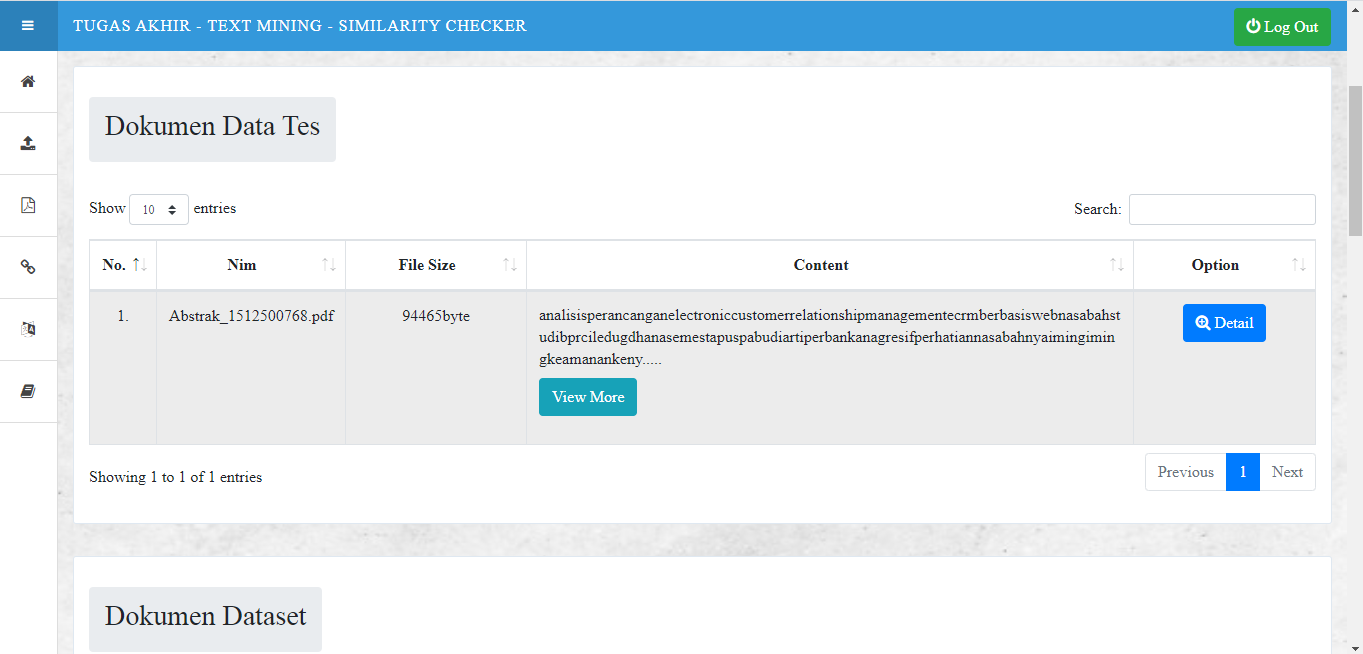 TUGAS AKHIR - TEXT MINING - SIMILARITY CHECKER
Log Out
Dokumen Data Tes
Show 10 entries
Search:
No. Nim File Size Content Option
1. Abstrak_1512500768.pdf 94465byte analisisperancanganelectroniccustomerrelationshipmanagementecrmberbasiswebnasabahst
udibprciledugdhanasemestapuspabudiartiperbankanagresifperhatiannasabahnyaimingimin
gkeamanankeny.....
View More
Detail
Showing 1 to 1 of 1 entries
Previous 1 Next
Dokumen Dataset